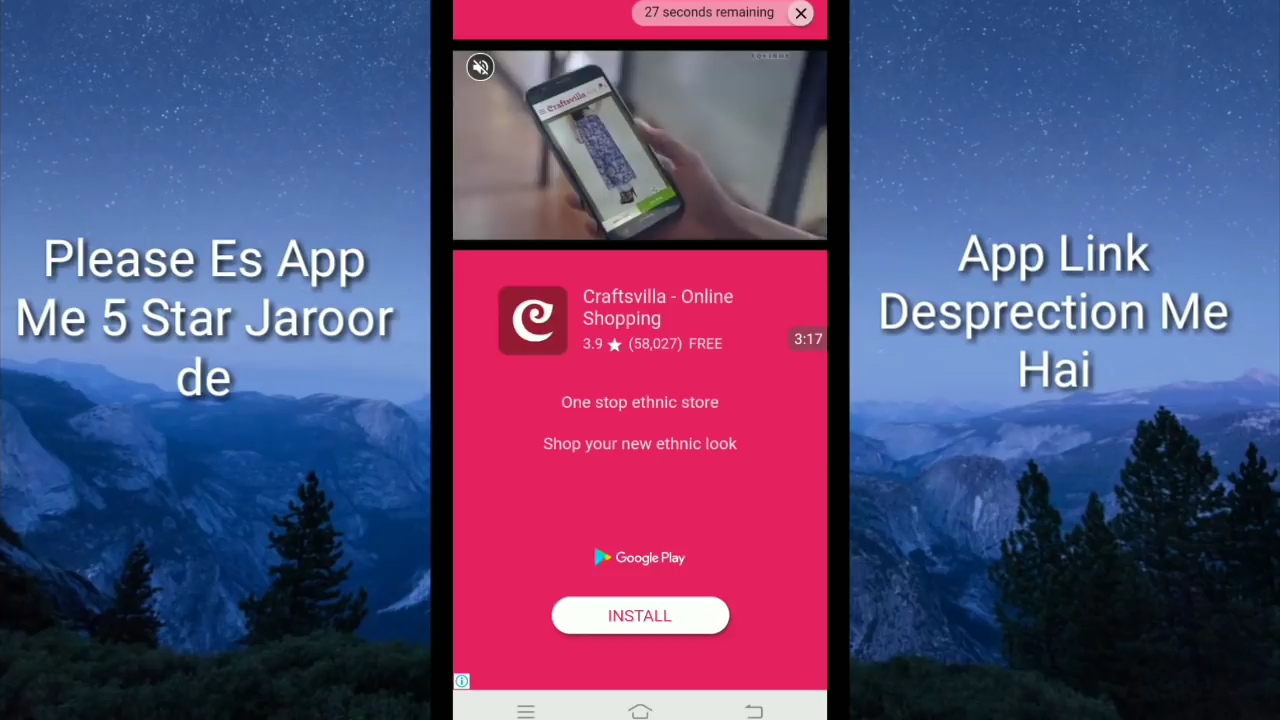 27 seconds remaining
Craftsvilla
Please Es App
Me 5 Star Jaroor
de
Craftsvilla - Online
Shopping
3.9 ★ (58,027) FREE
3:17
One stop ethnic store
Shop your new ethnic look
Google Play
INSTALL
App Link
Desprection Me
Hai